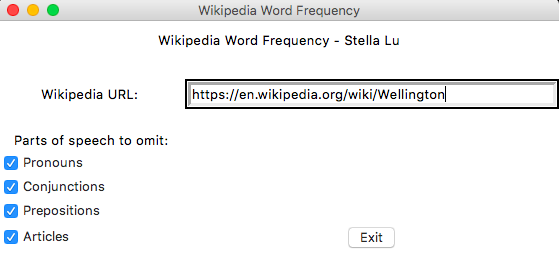 Wikipedia Word Frequency
Wikipedia Word Frequency - Stella Lu
Wikipedia URL: https://en.wikipedia.org/wiki/Wellington
Parts of speech to omit:
Pronouns
Conjunctions
Prepositions
Articles
Exit